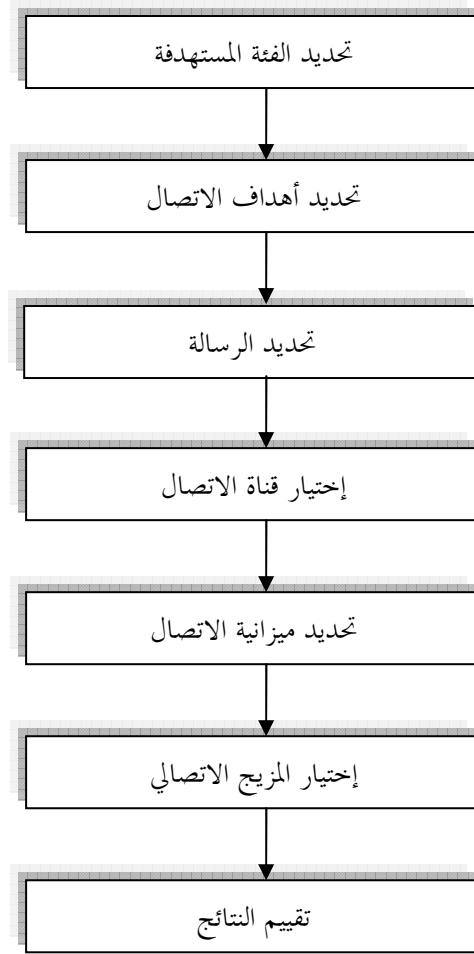 تحديد الفئة المستهدفة
تحديد أهداف الاتصال
تحديد الرسالة
إختيار قناة الاتصال
تحديد ميزانية الاتصال
إختيار المزيج الاتصالي
تقييم النتائج